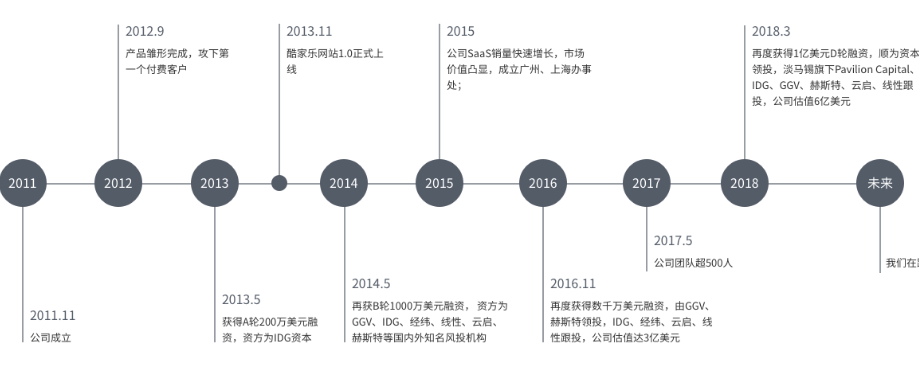 2012.9
产品雏形完成，攻下第
一个付费客户
2013.11
酷家乐网站1.0正式上
线
2015
公司SaaS销量快速增长，市场
价值凸显，成立广州、上海办事
处；
2018.3
再度获得1亿美元D轮融资，顺为资本
领投，淡马锡旗下Pavilion Capital、
IDG、GGV、赫斯特、云启、线性跟
投，公司估值6亿美元
2011
2012
2013
2014
2015
2016
2017
2018
未来
2011.11
公司成立
2013.5
获得A轮200万美元融
资，资方为IDG资本
2014.5
再获B轮1000万美元融资， 资方为
GGV、IDG、经纬、线性、云启、
赫斯特等国内外知名风投机构
2016.11
再度获得数千万美元融资，由GGV、
赫斯特领投，IDG、经纬、云启、线
性跟投，公司估值达3亿美元
2017.5
公司团队超500人
我们在